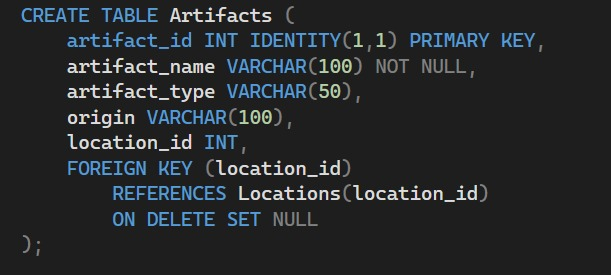 CREATE TABLE Artifacts (
    artifact_id INT IDENTITY(1,1) PRIMARY KEY,
    artifact_name VARCHAR(100) NOT NULL,
    artifact_type VARCHAR(50),
    origin VARCHAR(100),
    location_id INT,
    FOREIGN KEY (location_id)
        REFERENCES Locations(location_id)
        ON DELETE SET NULL
);